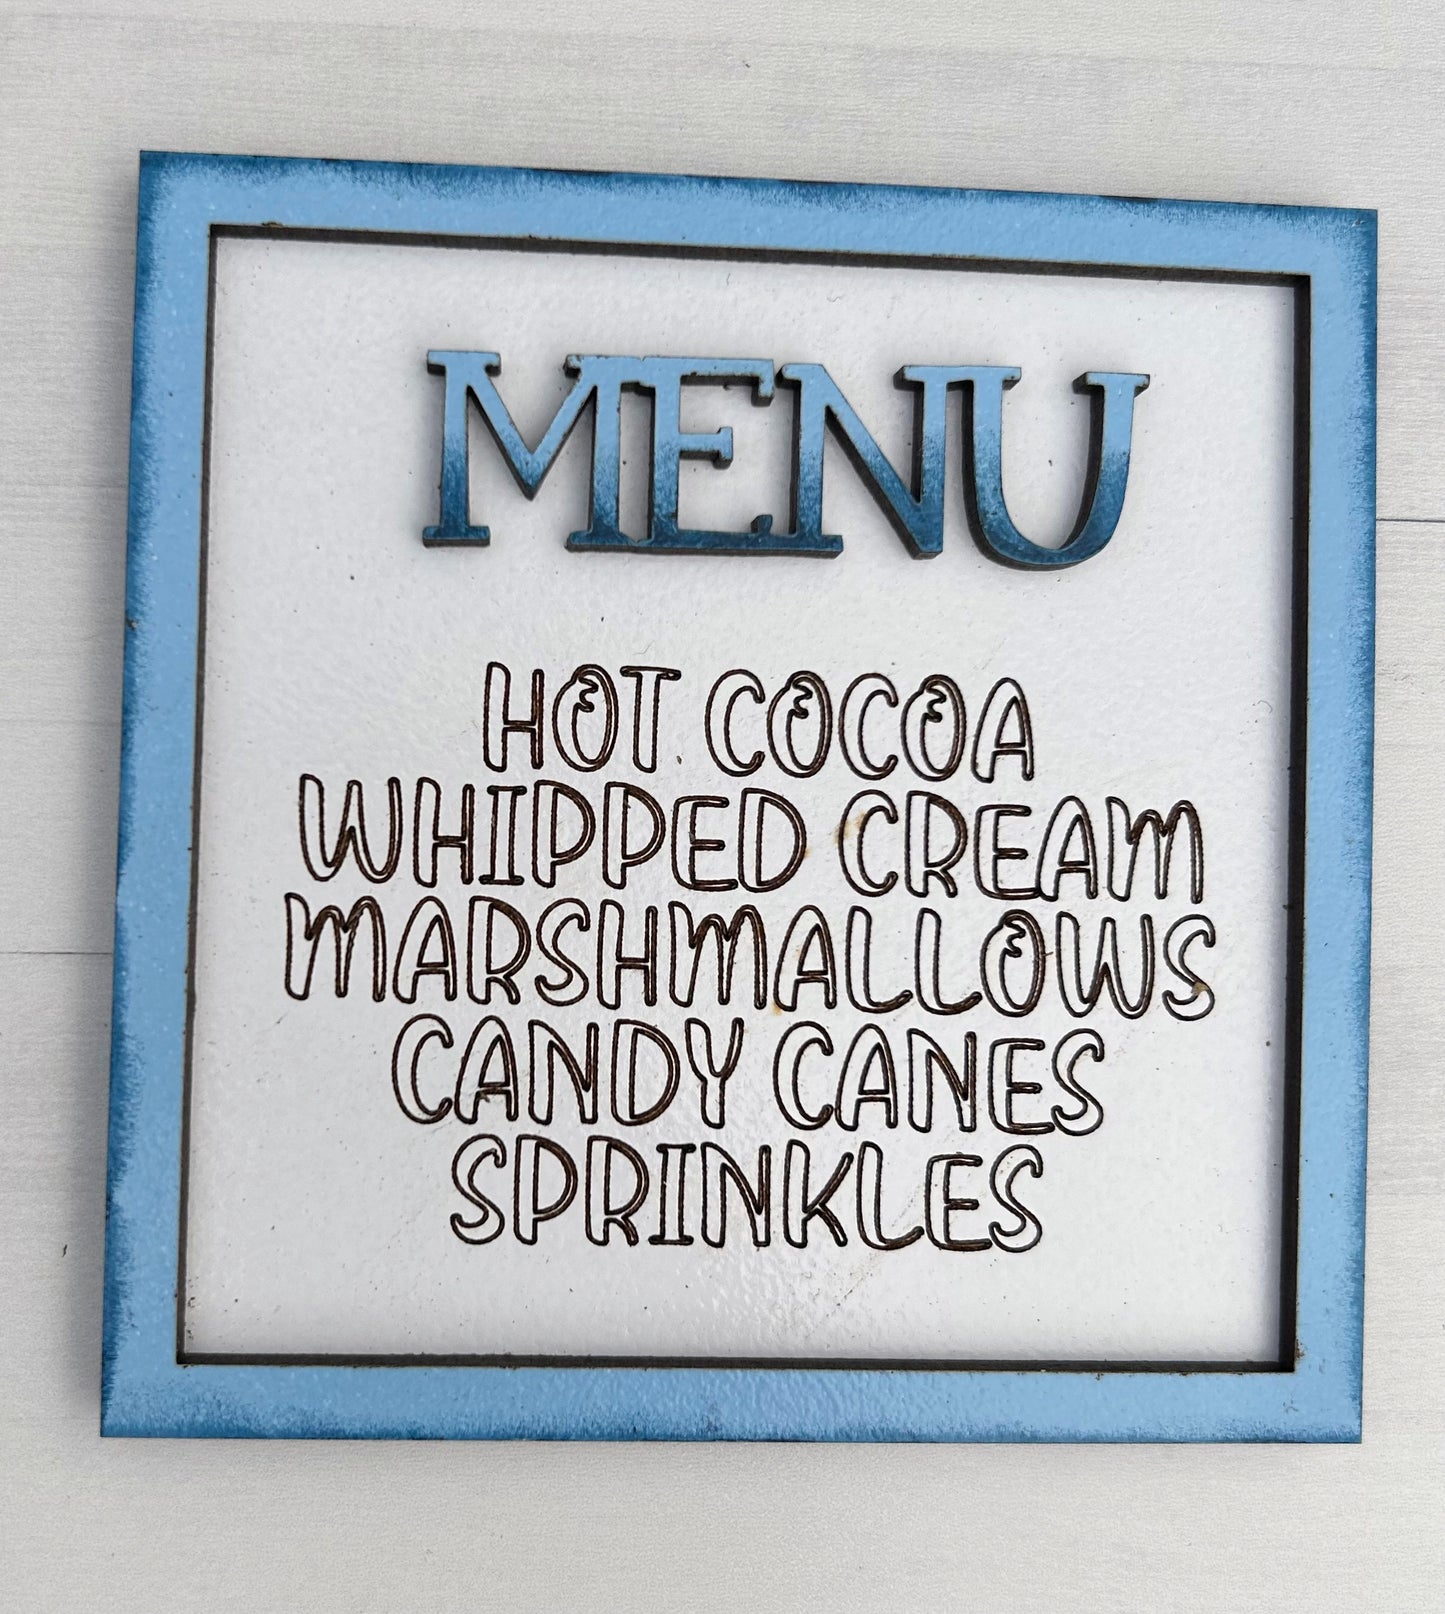 MENU
HOT COCOA
WHIPPED CREAM
MARSHMALLOWS
CANDY CANES
SPRINKLES